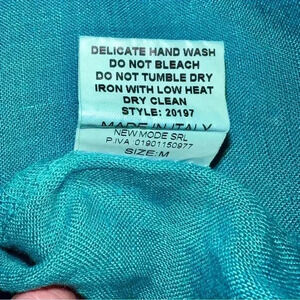 DELICATE HAND WASH
DO NOT BLEACH
DO NOT TUMBLE DRY
IRON WITH LOW HEAT
DRY CLEAN
STYLE: 20197
MADE IN ITALY
NEW MODE SRL
P.IVA 01901150977
SIZE: M